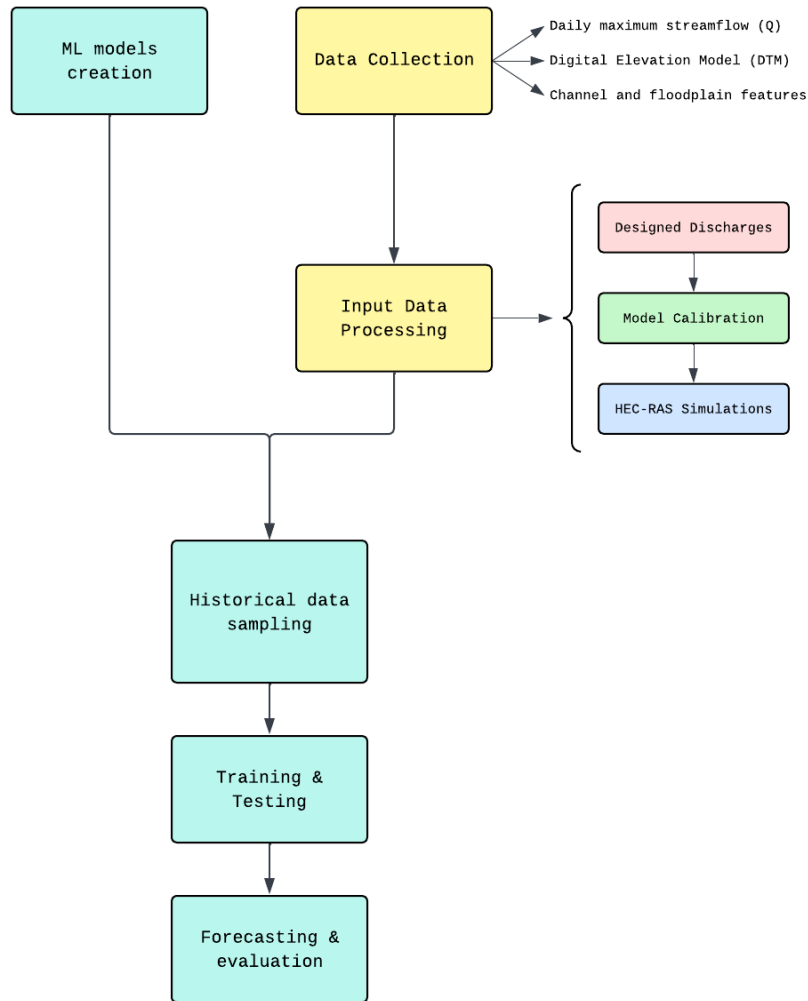 ML models
creation
Data Collection
Daily maximum streamflow (Q)
Digital Elevation Model (DTM)
Channel and floodplain features
Input Data
Processing
Designed Discharges
Model Calibration
HEC-RAS Simulations
Historical data
sampling
Training &
Testing
Forecasting &
evaluation